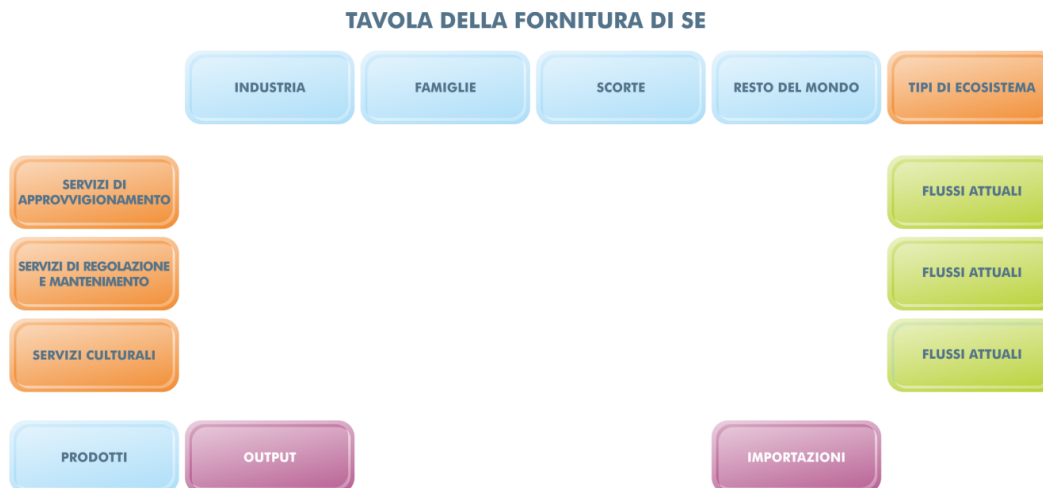 TAVOLA DELLA FORNITURA DI SE
INDUSTRIA
FAMIGLIE
SCORTE
RESTO DEL MONDO
TIPI DI ECOSISTEMA
SERVIZI DI
APPROVVIGIONAMENTO
FLUSSI ATTUALI
SERVIZI DI REGOLAZIONE
E MANTENIMENTO
FLUSSI ATTUALI
SERVIZI CULTURALI
FLUSSI ATTUALI
PRODOTTI
OUTPUT
IMPORTAZIONI